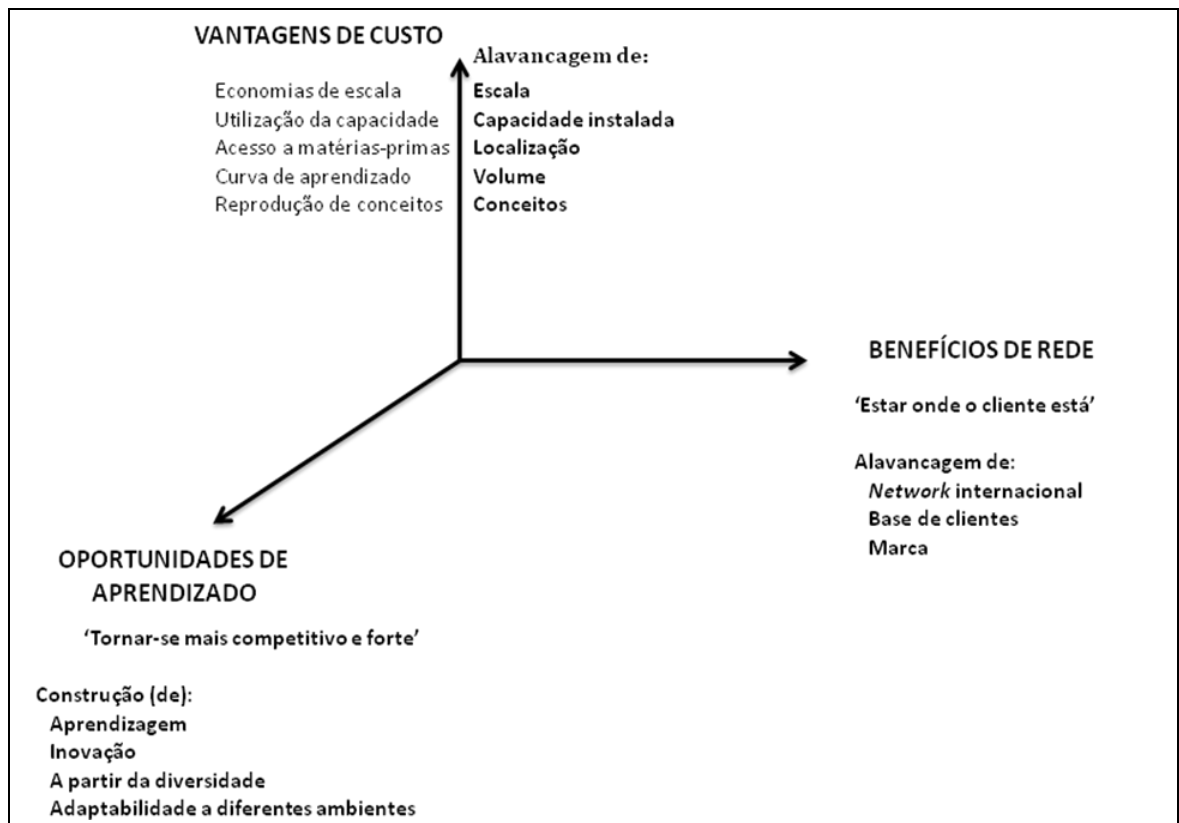 VANTAGENS DE CUSTO
Economias de escala
Utilização da capacidade
Acesso a matérias-primas
Curva de aprendizado
Reprodução de conceitos
Alavancagem de:
Escala
Capacidade instalada
Localização
Volume
Conceitos
BENEFÍCIOS DE REDE
‘Estar onde o cliente está’
Alavancagem de:
Network internacional
Base de clientes
Marca
OPORTUNIDADES DE
APRENDIZADO
‘Tornar-se mais competitivo e forte’
Construção (de):
Aprendizagem
Inovação
A partir da diversidade
Adaptabilidade a diferentes ambientes